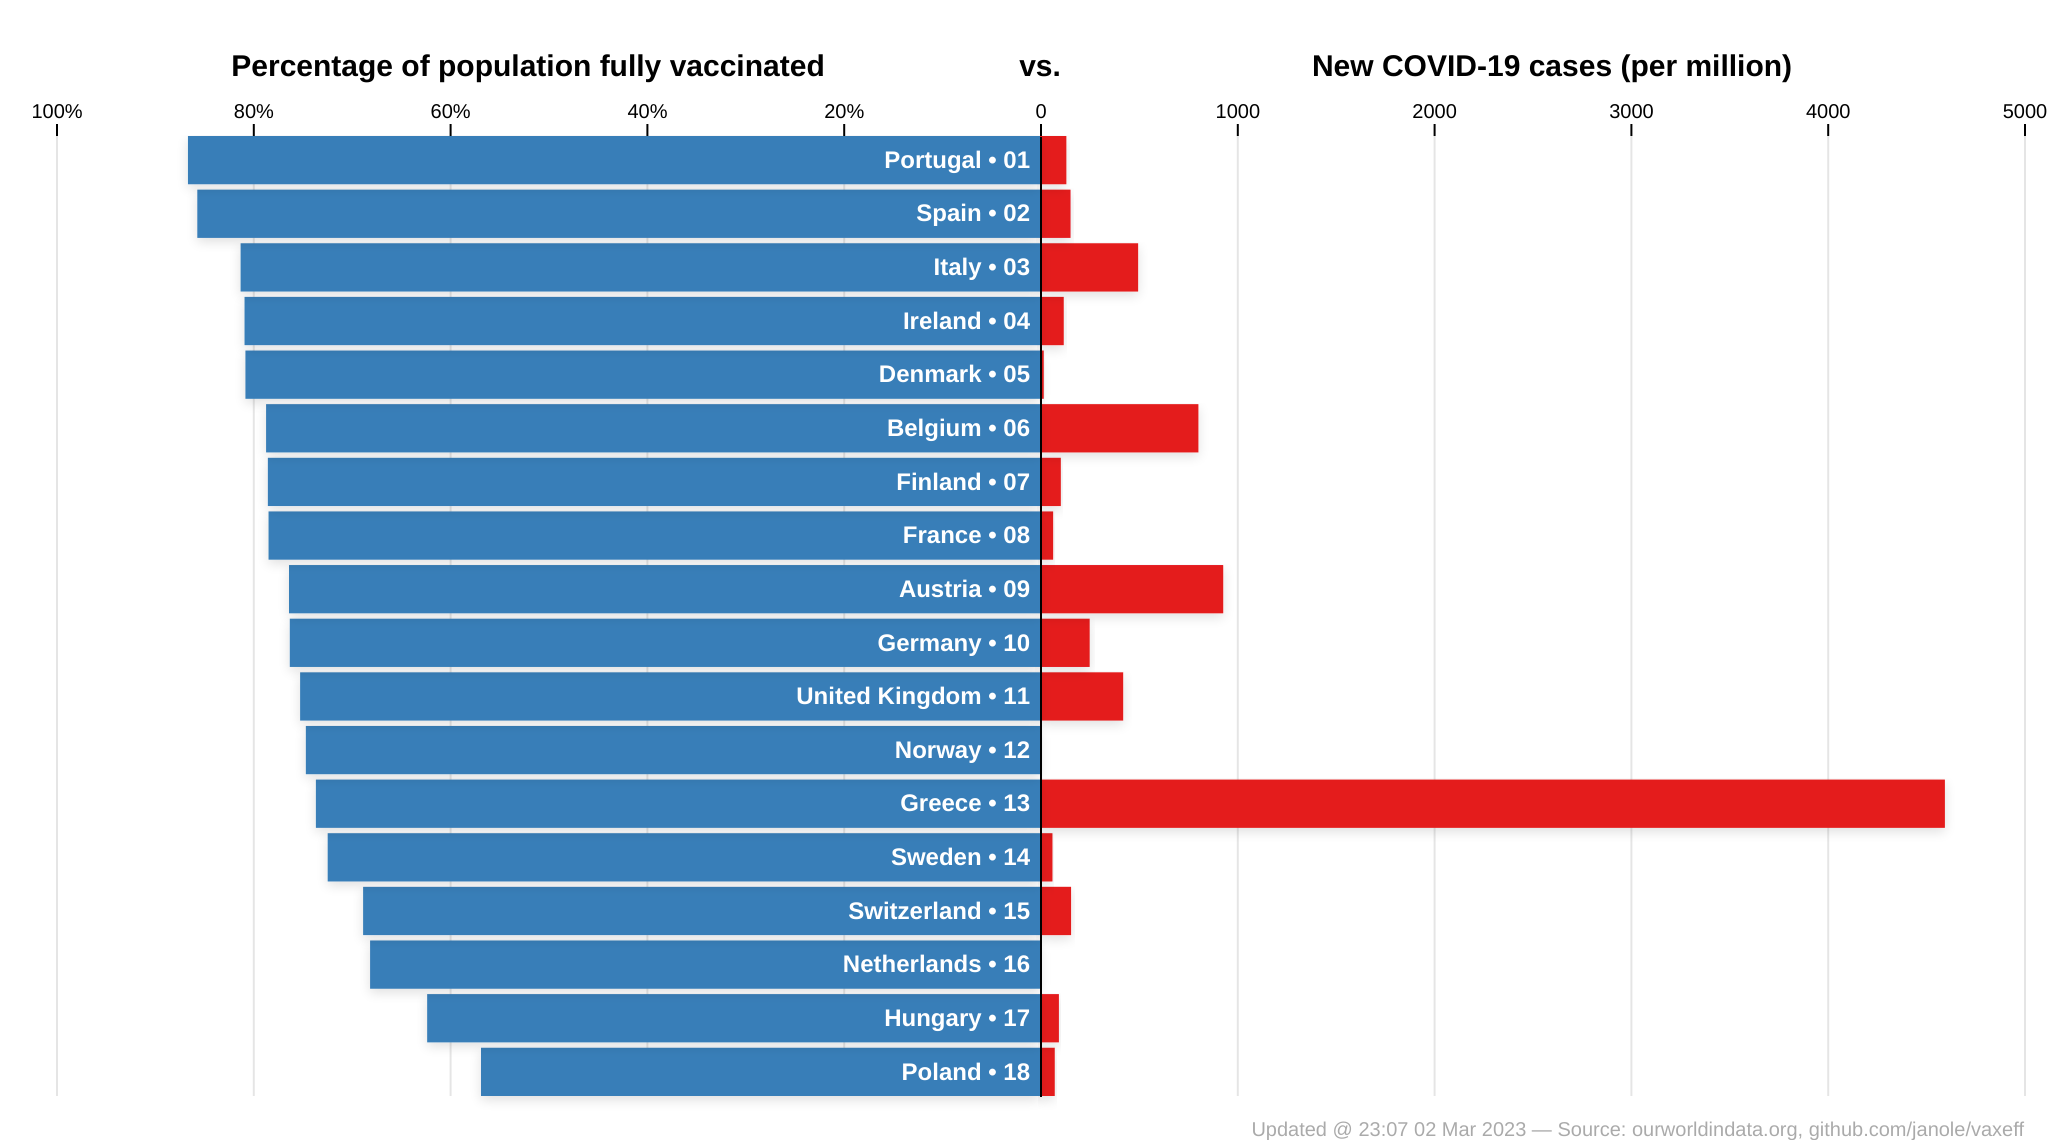 Percentage of population fully vaccinated vs. New COVID-19 cases (per million)
100% 80% 60% 40% 20% 0 1000 2000 3000 4000 5000
Portugal • 01
Spain • 02
Italy • 03
Ireland • 04
Denmark • 05
Belgium • 06
Finland • 07
France • 08
Austria • 09
Germany • 10
United Kingdom • 11
Norway • 12
Greece • 13
Sweden • 14
Switzerland • 15
Netherlands • 16
Hungary • 17
Poland • 18
Updated @ 23:07 02 Mar 2023 — Source: ourworldindata.org, github.com/janole/vaxeff